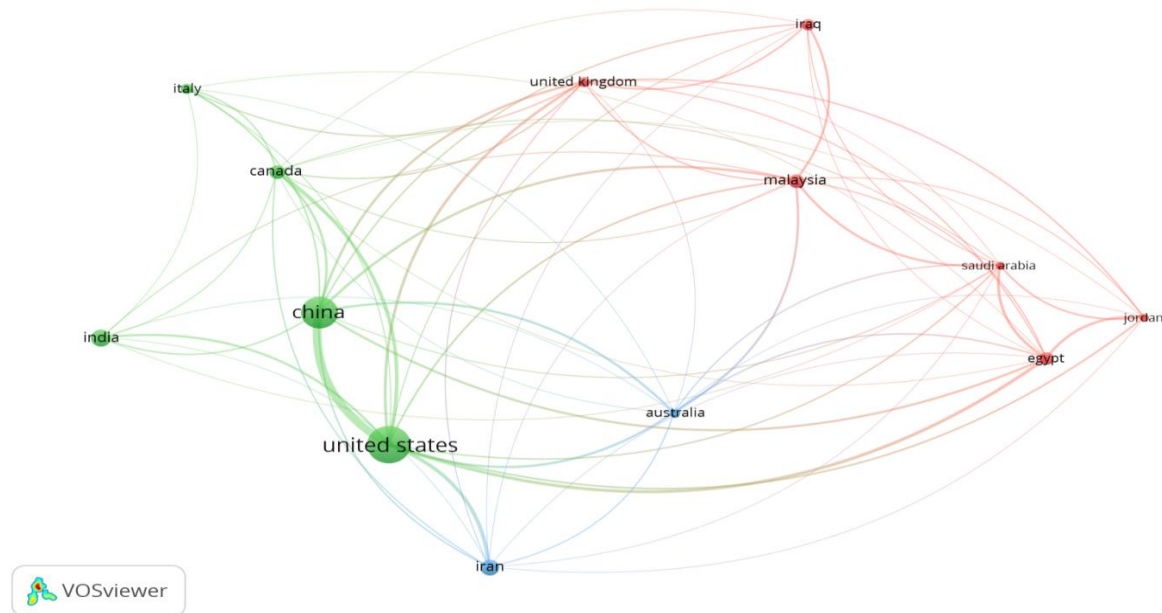 iraq
united kingdom
italy
canada
malaysia
saudi arabia
china
jordan
india
egypt
australia
united states
iran
VOSviewer